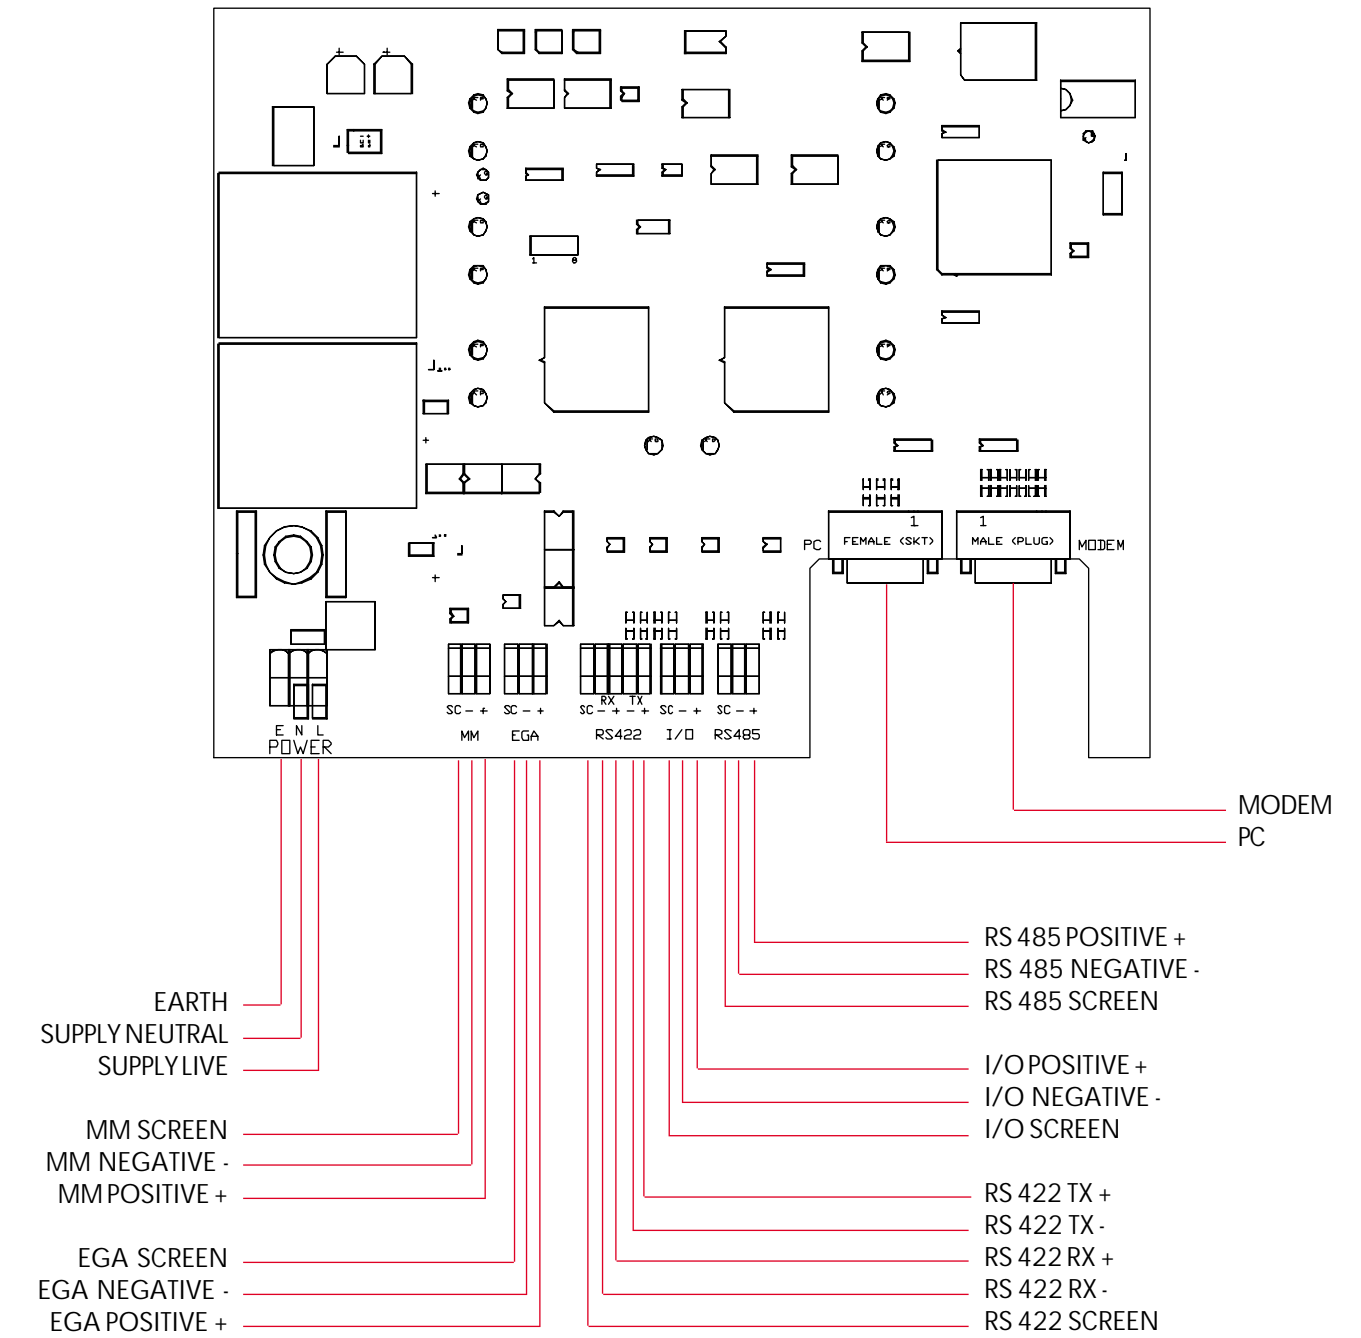 + +
J
J
+
1 8
J
+
1 1
PC FEMALE (SKT) MALE (PLUG) MODEM
J
+
RX TX
SC - + SC - + SC - + - + SC - + SC - +
E N L MM EGA RS422 I/O RS485
POWER
MODEM
PC
RS 485 POSITIVE +
RS 485 NEGATIVE -
EARTH RS 485 SCREEN
SUPPLY NEUTRAL
SUPPLY LIVE I/O POSITIVE +
I/O NEGATIVE -
MM SCREEN I/O SCREEN
MM NEGATIVE -
MM POSITIVE + RS 422 TX +
RS 422 TX -
EGA SCREEN RS 422 RX +
EGA NEGATIVE - RS 422 RX -
EGA POSITIVE + RS 422 SCREEN